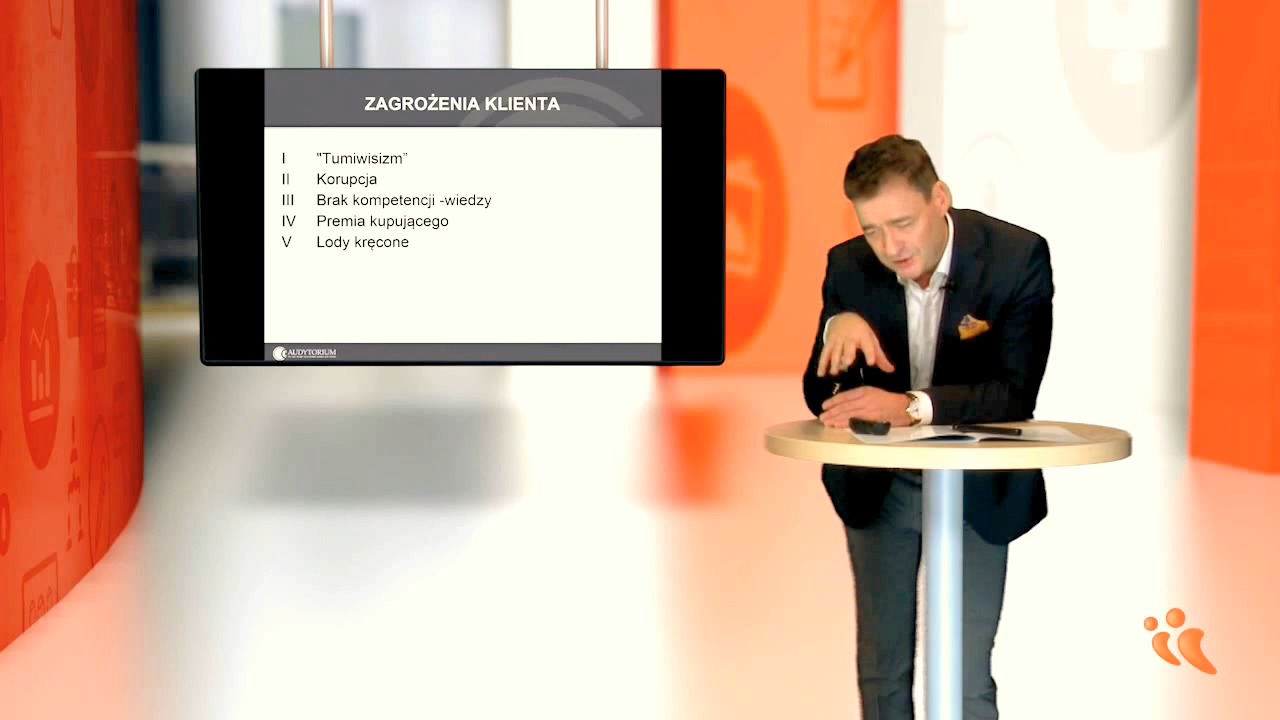 ZAGROŻENIA KLIENTA
I "Tumiwisizm"
II Korupcja
III Brak kompetencji -wiedzy
IV Premia kupującego
V Lody kręcone
AUDYTORIUM